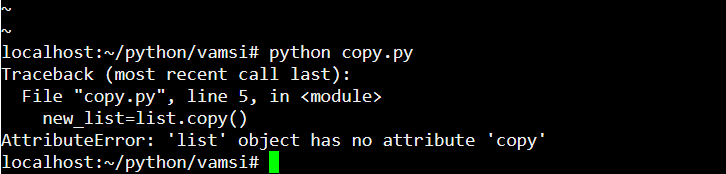 ~
~
localhost:~/python/vamsi# python copy.py
Traceback (most recent call last):
  File "copy.py", line 5, in <module>
    new_list=list.copy()
AttributeError: 'list' object has no attribute 'copy'
localhost:~/python/vamsi#